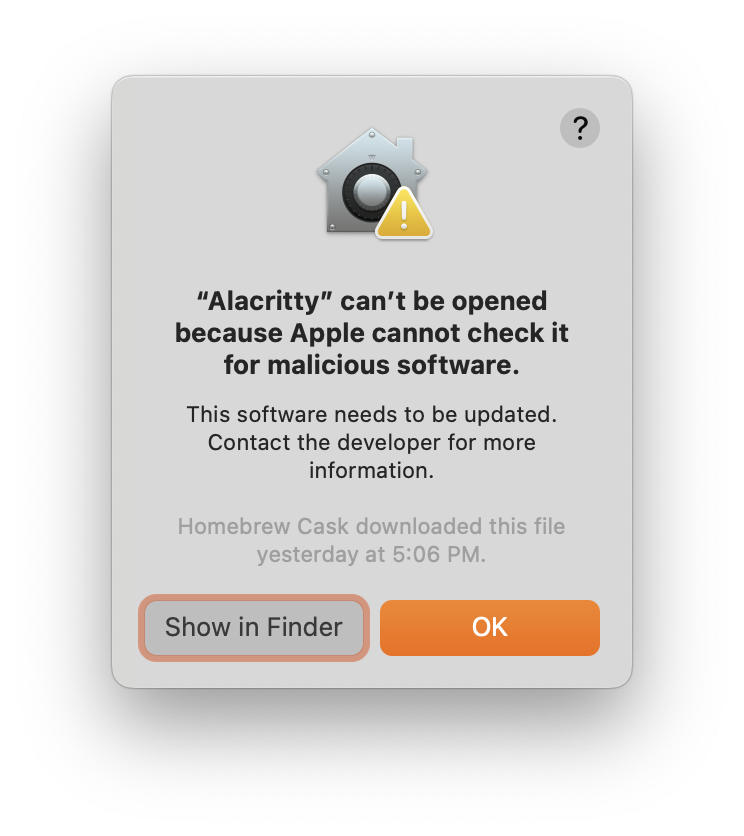 ?
“Alacritty” can’t be opened
because Apple cannot check it
for malicious software.
This software needs to be updated.
Contact the developer for more
information.
Homebrew Cask downloaded this file
yesterday at 5:06 PM.
Show in Finder
OK